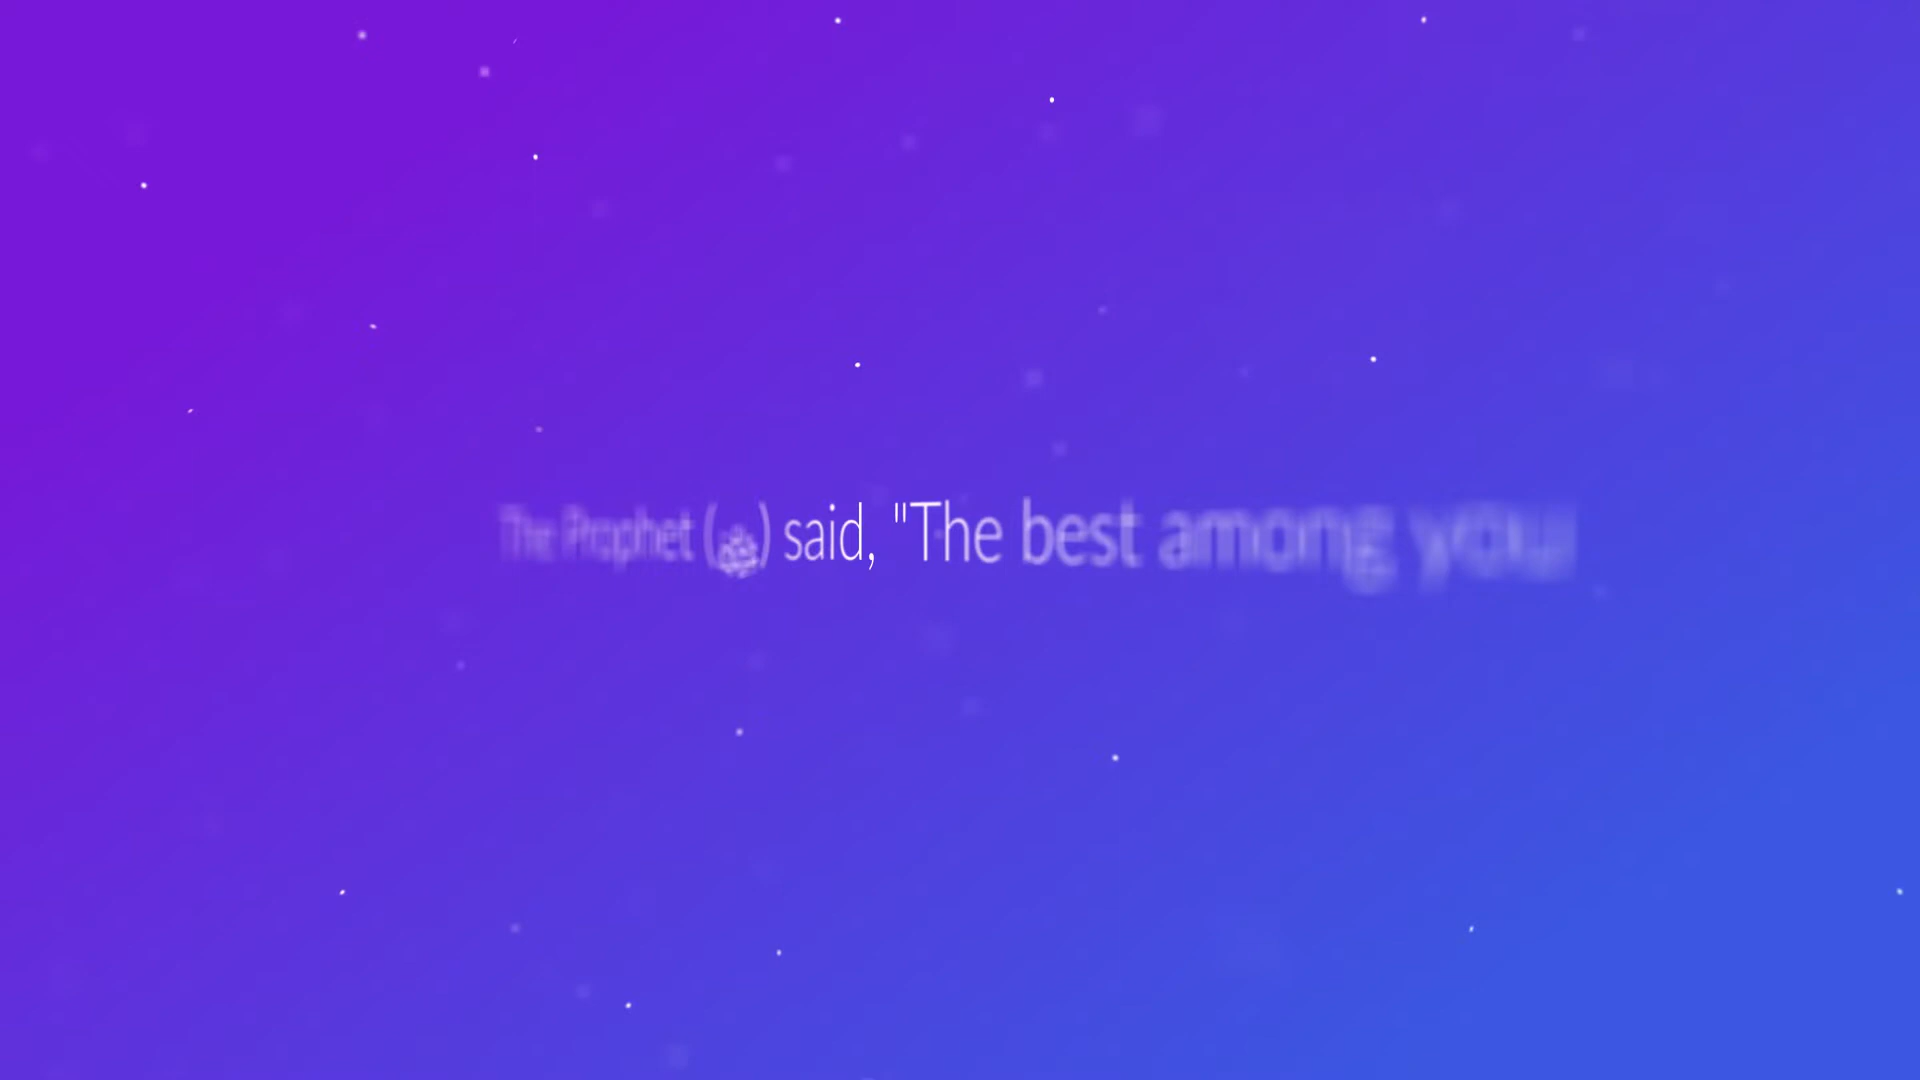 The Prophet (ﷺ) said, "The best among you